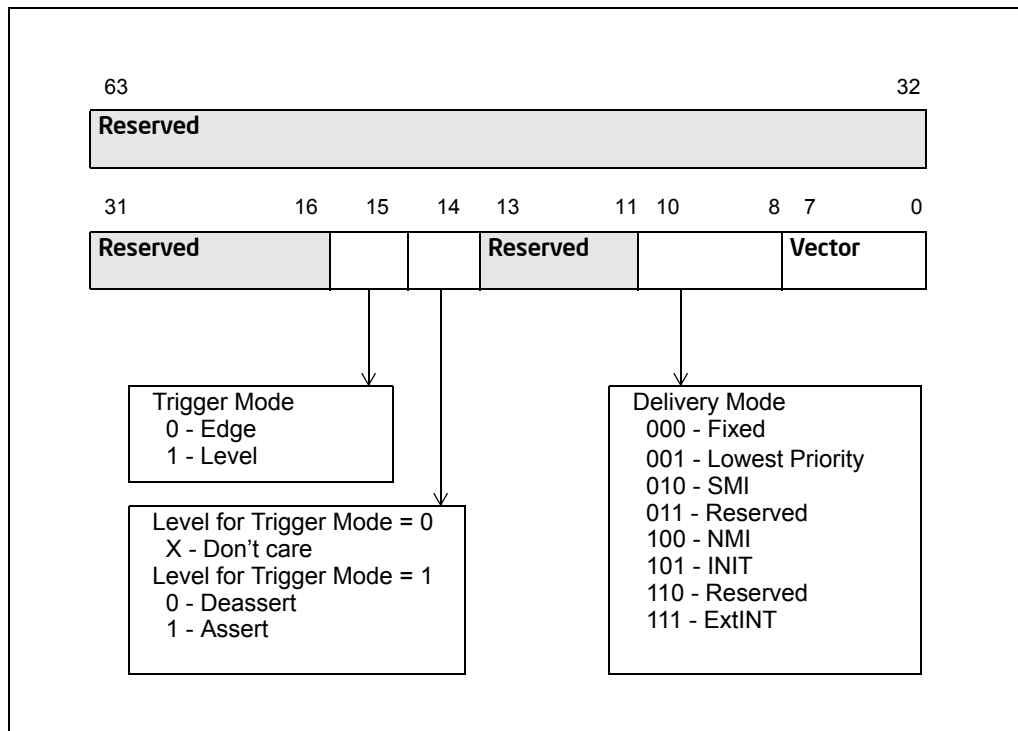 63 32
Reserved
31 16 15 14 13 11 10 8 7 0
Reserved Reserved Vector
Trigger Mode
0 - Edge
1 - Level
Level for Trigger Mode = 0
X - Don’t care
Level for Trigger Mode = 1
0 - Deassert
1 - Assert
Delivery Mode
000 - Fixed
001 - Lowest Priority
010 - SMI
011 - Reserved
100 - NMI
101 - INIT
110 - Reserved
111 - ExtINT